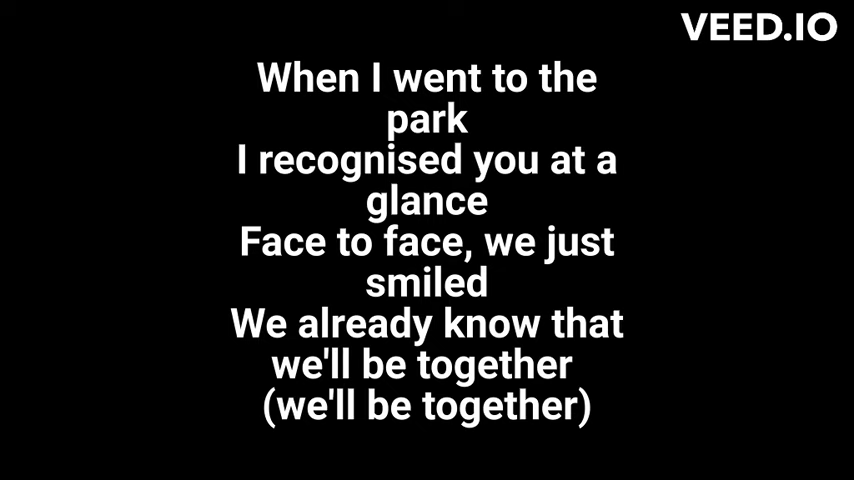 VEED.IO
When I went to the
park
I recognised you at a
glance
Face to face, we just
smiled
We already know that
we'll be together
(we'll be together)